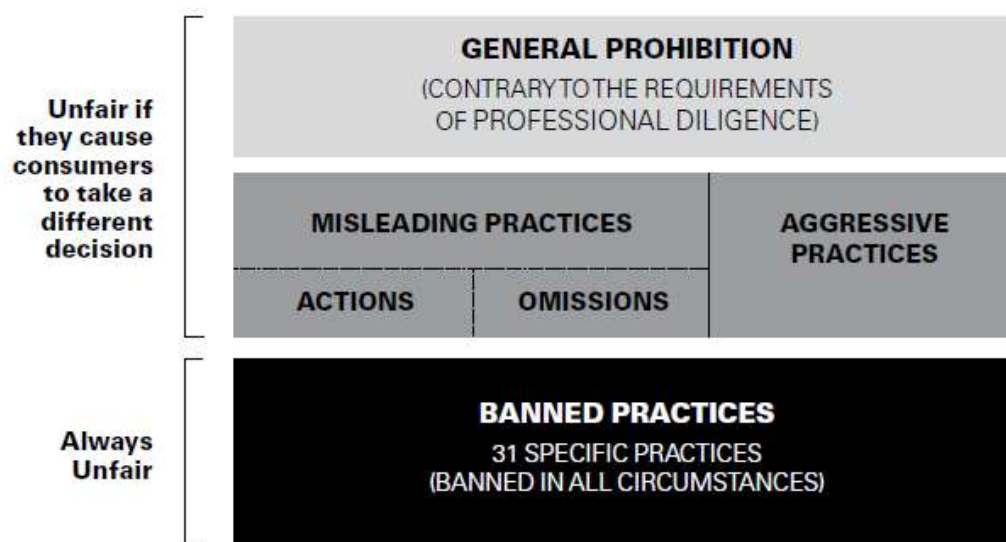 Unfair if
they cause
consumers
to take a
different
decision
GENERAL PROHIBITION
(CONTRARY TO THE REQUIREMENTS
OF PROFESSIONAL DILIGENCE)
MISLEADING PRACTICES
ACTIONS
OMISSIONS
AGGRESSIVE
PRACTICES
Always
Unfair
BANNED PRACTICES
31 SPECIFIC PRACTICES
(BANNED IN ALL CIRCUMSTANCES)